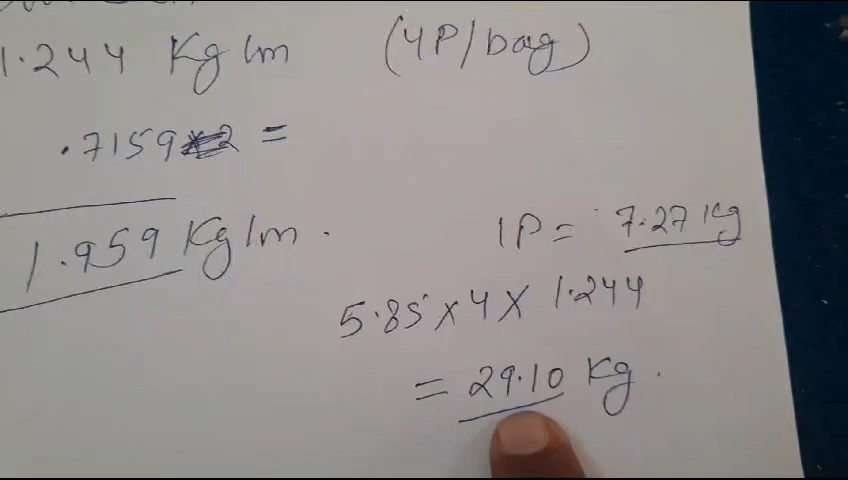 1.244 Kg/m (4P/bag)
.7159 =
1.959 Kg/m.
1P = 7.27 Kg
5.85 x 4 x 1.244
= 29.10 Kg.